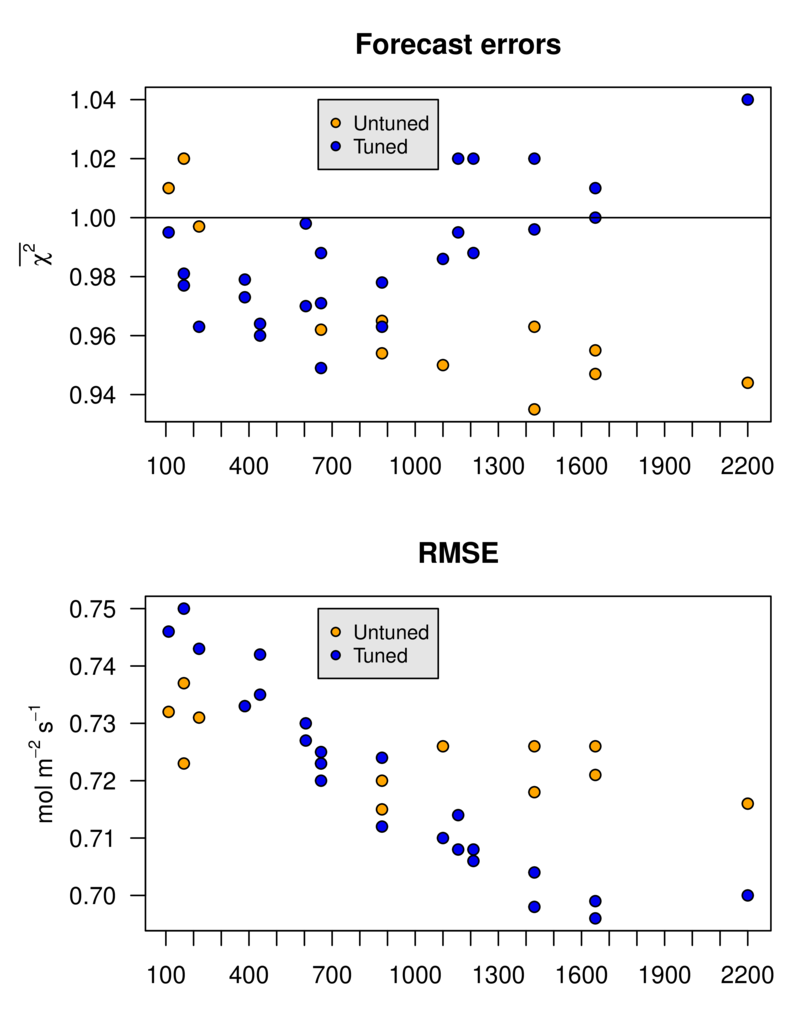 Forecast errors
χ²
1.04
1.02
1.00
0.98
0.96
0.94
Untuned
Tuned
100 400 700 1000 1300 1600 1900 2200
RMSE
mol m⁻² s⁻¹
0.75
0.74
0.73
0.72
0.71
0.70
Untuned
Tuned
100 400 700 1000 1300 1600 1900 2200